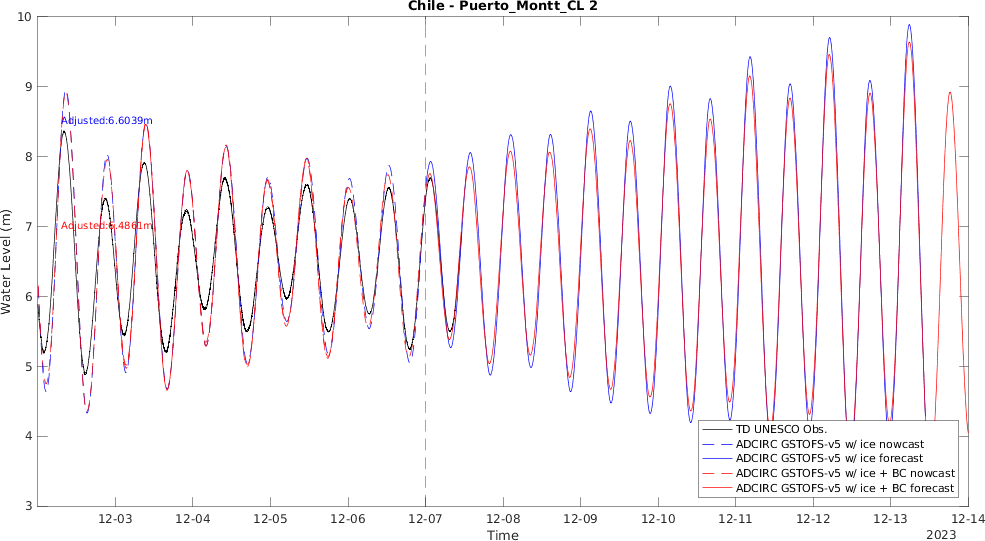 Chile - Puerto_Montt_CL 2
10
9
8
7
6
5
4
3
Water Level (m)
Adjusted:6.6039m
Adjusted:6.4861m
TD UNESCO Obs.
ADCIRC GSTOFS-v5 w/ ice nowcast
ADCIRC GSTOFS-v5 w/ ice forecast
ADCIRC GSTOFS-v5 w/ ice + BC nowcast
ADCIRC GSTOFS-v5 w/ ice + BC forecast
12-03 12-04 12-05 12-06 12-07 12-08 12-09 12-10 12-11 12-12 12-13 12-14
Time
2023